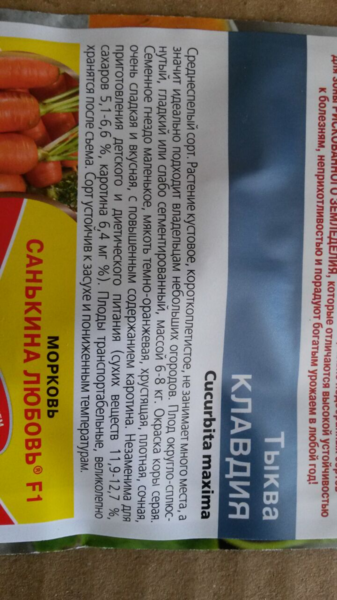 для зоны РИСКОВАННОГО ЗЕМЛЕДЕЛИЯ, которые отличаются высокой устойчивостью
к болезням, неприхотливостью и порадуют богатым урожаем в любой год!
Тыква
КЛАВДИЯ
Cucurbita maxima
Среднеспелый сорт. Растение кустовое, короткоплетистое, не занимает много места, а
значит идеально подходит владельцам небольших огородов. Плод округло-сплюс-
нутый, гладкий или слабо сегментированный, массой 6-8 кг. Окраска коры серая.
Семенное гнездо маленькое, мякоть темно-оранжевая, хрустящая, плотная, сочная,
очень сладкая и вкусная, с повышенным содержанием каротина. Незаменима для
приготовления детского и диетического питания (сухих веществ 11,9-12,7 %,
сахаров 5,1-6,6 %, каротина 6,4 мг %). Плоды транспортабельные, великолепно
хранятся после съема. Сорт устойчив к засухе и пониженным температурам.
МОРКОВЬ
САНЬКИНА ЛЮБОВЬ® F1